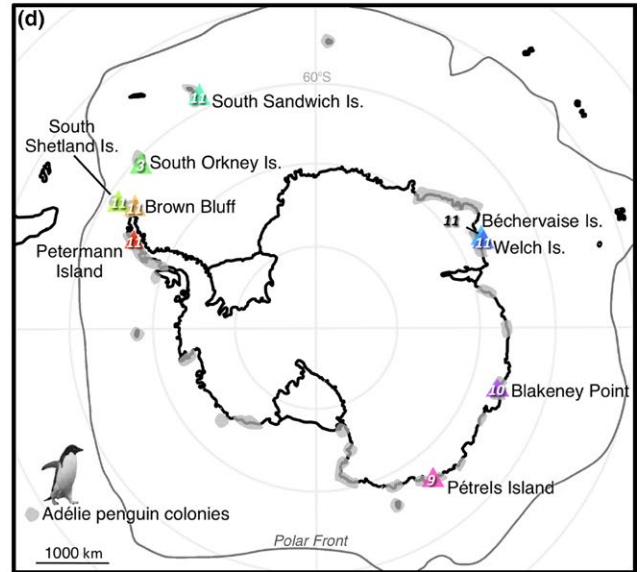 (d)
60°S
11
South Sandwich Is.
South
Shetland Is.
3
South Orkney Is.
11
11
Brown Bluff
11
Petermann
Island
11
Béchervaise Is.
11
Welch Is.
10
Blakeney Point
9
Pétrels Island
Adélie penguin colonies
Polar Front
1000 km